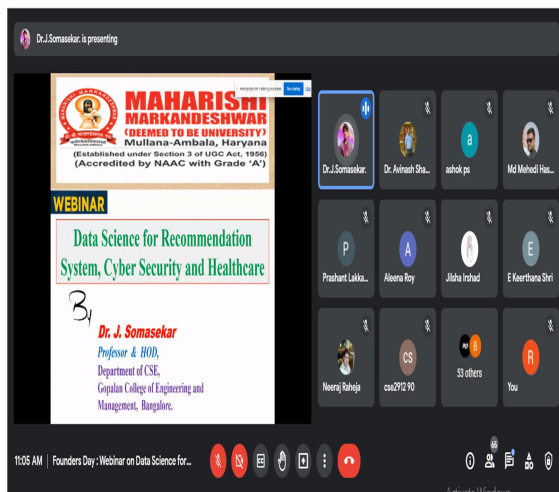 Dr.J.Somasekar. is presenting
MAHARISHI
MARKANDESHWAR
(DEEMED TO BE UNIVERSITY)
Mullana-Ambala, Haryana
(Established under Section 3 of UGC Act, 1956)
(Accredited by NAAC with Grade 'A')
WEBINAR
Data Science for Recommendation
System, Cyber Security and Healthcare
By
Dr. J. Somasekar
Professor & HOD,
Department of CSE,
Gopalan College of Engineering and
Management, Bangalore.
Dr.J.Somasekar.
Dr. Avinash Sha...
a
ashok ps
Md Mehedi Has...
P
Prashant Lakka...
A
Aleena Roy
Jilsha Irshad
E
E Keerthana Shri
Neeraj Raheja
CS
cse2912 90
B
53 others
R
You
11:05 AM | Founders Day : Webinar on Data Science for...
65
Activate Windows